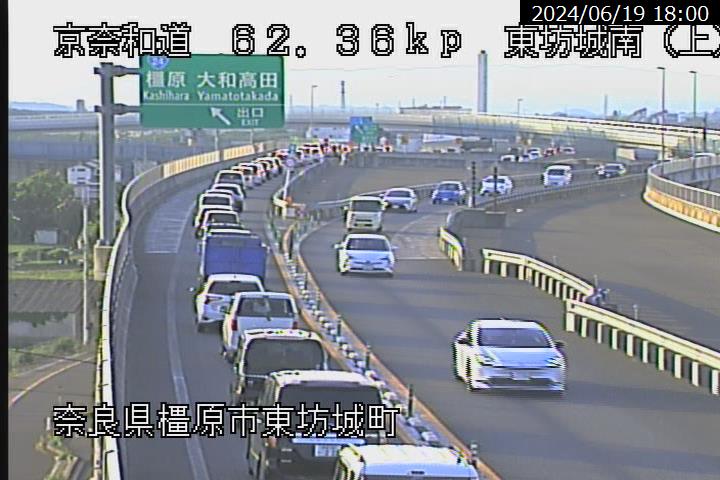 2024/06/19 18:00
京奈和道 62.36kp 東坊城南(上)
24
橿原 大和高田
Kashihara Yamatotakada
出口
EXIT
奈良県橿原市東坊城町